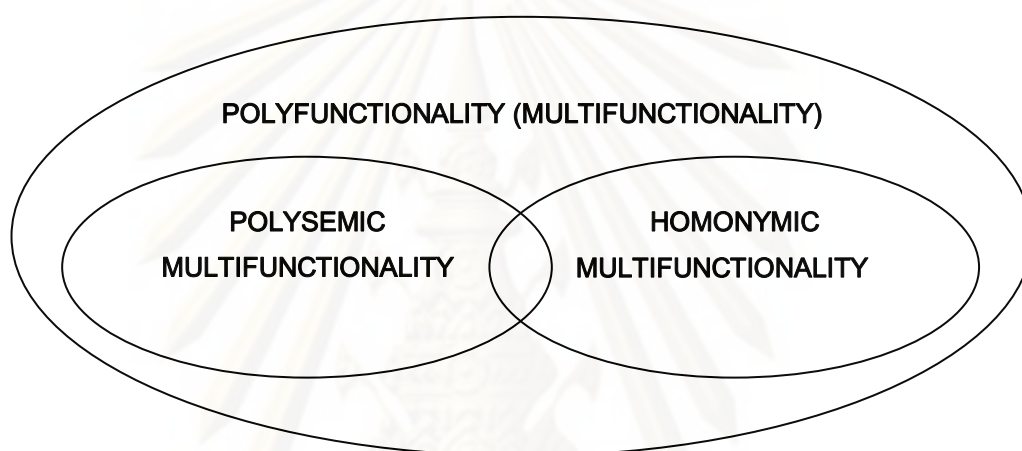 POLYFUNCTIONALITY (MULTIFUNCTIONALITY)
POLYSEMIC
MULTIFUNCTIONALITY
HOMONYMIC
MULTIFUNCTIONALITY